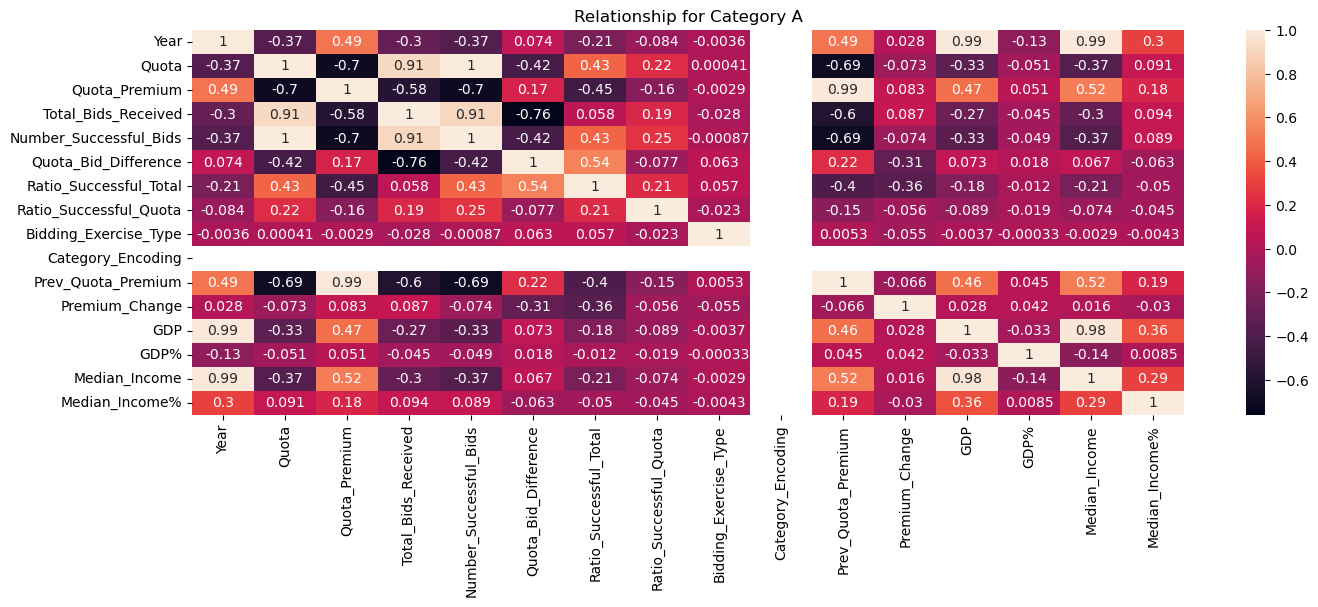 Relationship for Category A
Year 1 -0.37 0.49 -0.3 -0.37 0.074 -0.21 -0.084 -0.0036 0.49 0.028 0.99 -0.13 0.99 0.3
Quota -0.37 1 -0.7 0.91 1 -0.42 0.43 0.22 0.00041 -0.69 -0.073 -0.33 -0.051 -0.37 0.091
Quota_Premium 0.49 -0.7 1 -0.58 -0.7 0.17 -0.45 -0.16 -0.0029 0.99 0.083 0.47 0.051 0.52 0.18
Total_Bids_Received -0.3 0.91 -0.58 1 0.91 -0.76 0.058 0.19 -0.028 -0.6 0.087 -0.27 -0.045 -0.3 0.094
Number_Successful_Bids -0.37 1 -0.7 0.91 1 -0.42 0.43 0.25 -0.00087 -0.69 -0.074 -0.33 -0.049 -0.37 0.089
Quota_Bid_Difference 0.074 -0.42 0.17 -0.76 -0.42 1 0.54 -0.077 0.063 0.22 -0.31 0.073 0.018 0.067 -0.063
Ratio_Successful_Total -0.21 0.43 -0.45 0.058 0.43 0.54 1 0.21 0.057 -0.4 -0.36 -0.18 -0.012 -0.21 -0.05
Ratio_Successful_Quota -0.084 0.22 -0.16 0.19 0.25 -0.077 0.21 1 -0.023 -0.15 -0.056 -0.089 -0.019 -0.074 -0.045
Bidding_Exercise_Type -0.0036 0.00041 -0.0029 -0.028 -0.00087 0.063 0.057 -0.023 1 0.0053 -0.055 -0.0037 -0.00033 -0.0029 -0.0043
Category_Encoding
Prev_Quota_Premium 0.49 -0.69 0.99 -0.6 -0.69 0.22 -0.4 -0.15 0.0053 1 -0.066 0.46 0.045 0.52 0.19
Premium_Change 0.028 -0.073 0.083 0.087 -0.074 -0.31 -0.36 -0.056 -0.055 -0.066 1 0.028 0.042 0.016 -0.03
GDP 0.99 -0.33 0.47 -0.27 -0.33 0.073 -0.18 -0.089 -0.0037 0.46 0.028 1 -0.033 0.98 0.36
GDP% -0.13 -0.051 0.051 -0.045 -0.049 0.018 -0.012 -0.019 -0.00033 0.045 0.042 -0.033 1 -0.14 0.0085
Median_Income 0.99 -0.37 0.52 -0.3 -0.37 0.067 -0.21 -0.074 -0.0029 0.52 0.016 0.98 -0.14 1 0.29
Median_Income% 0.3 0.091 0.18 0.094 0.089 -0.063 -0.05 -0.045 -0.0043 0.19 -0.03 0.36 0.0085 0.29 1
Year
Quota
Quota_Premium
Total_Bids_Received
Number_Successful_Bids
Quota_Bid_Difference
Ratio_Successful_Total
Ratio_Successful_Quota
Bidding_Exercise_Type
Category_Encoding
Prev_Quota_Premium
Premium_Change
GDP
GDP%
Median_Income
Median_Income%
1.0
0.8
0.6
0.4
0.2
0.0
−0.2
−0.4
−0.6